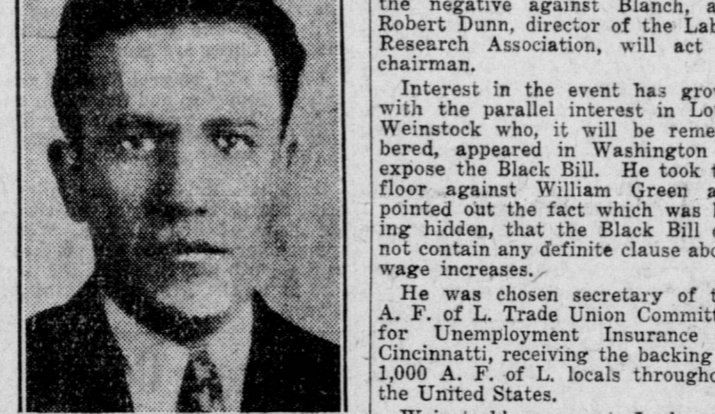 the negative against Blanch, a
Robert Dunn, director of the Lab
Research Association, will act
chairman.
Interest in the event has grow
with the parallel interest in Lo
Weinstock who, it will be reme
bered, appeared in Washington
expose the Black Bill. He took t
floor against William Green a
pointed out the fact which was b
ing hidden, that the Black Bill d
not contain any definite clause abo
wage increases.
He was chosen secretary of t
A. F. of L. Trade Union Committ
for Unemployment Insurance
Cincinnati, receiving the backing
1,000 A. F. of L. locals througho
the United States.